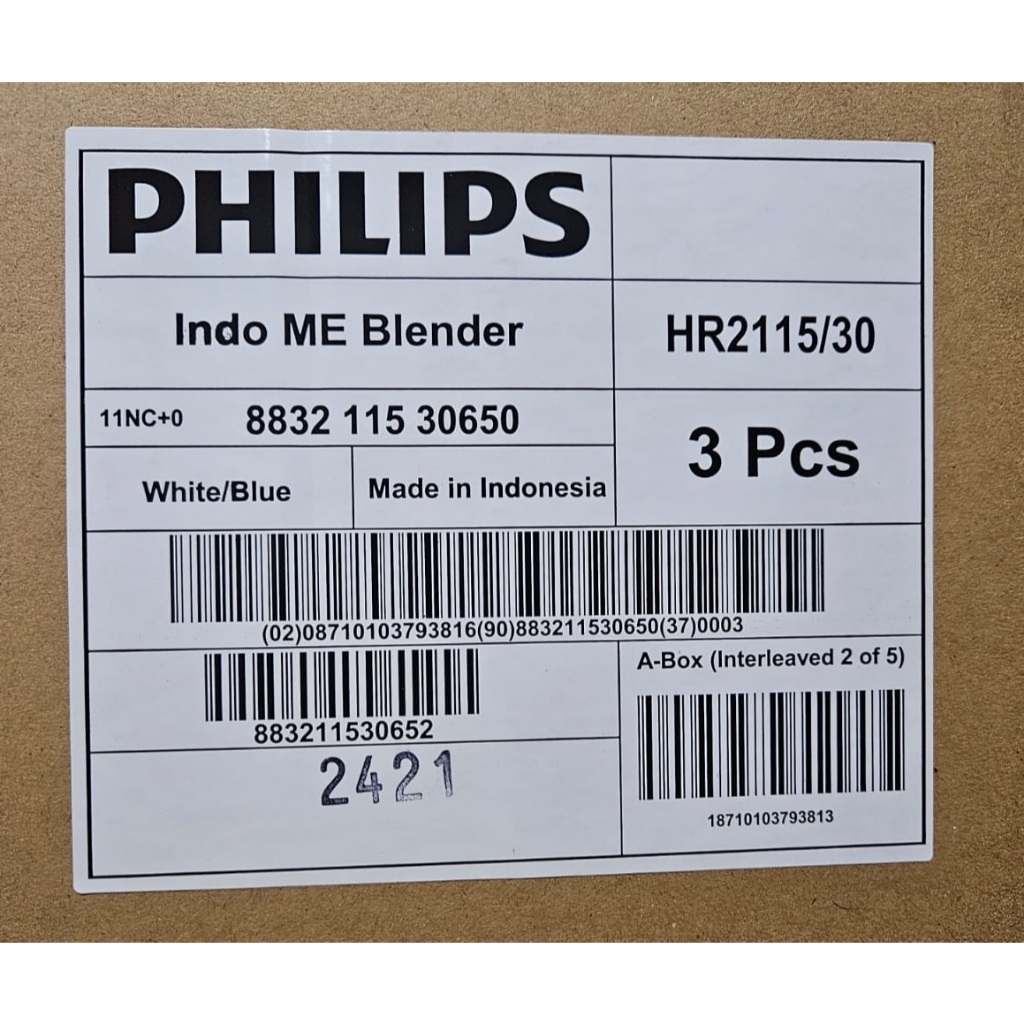 PHILIPS
Indo ME Blender
HR2115/30
11NC+0 8832 115 30650
3 Pcs
White/Blue
Made in Indonesia
(02)08710103793816(90)883211530650(37)0003
883211530652
A-Box (Interleaved 2 of 5)
2421
18710103793813